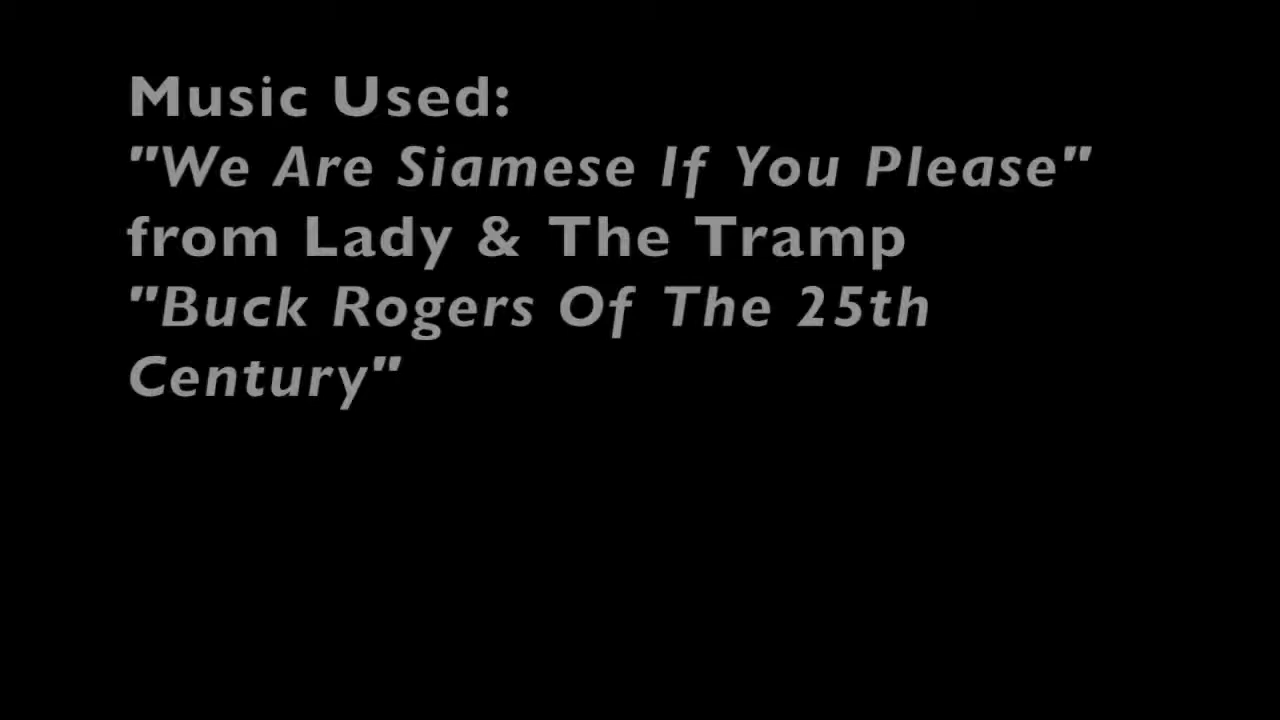 Music Used:
"We Are Siamese If You Please"
from Lady & The Tramp
"Buck Rogers Of The 25th
Century"